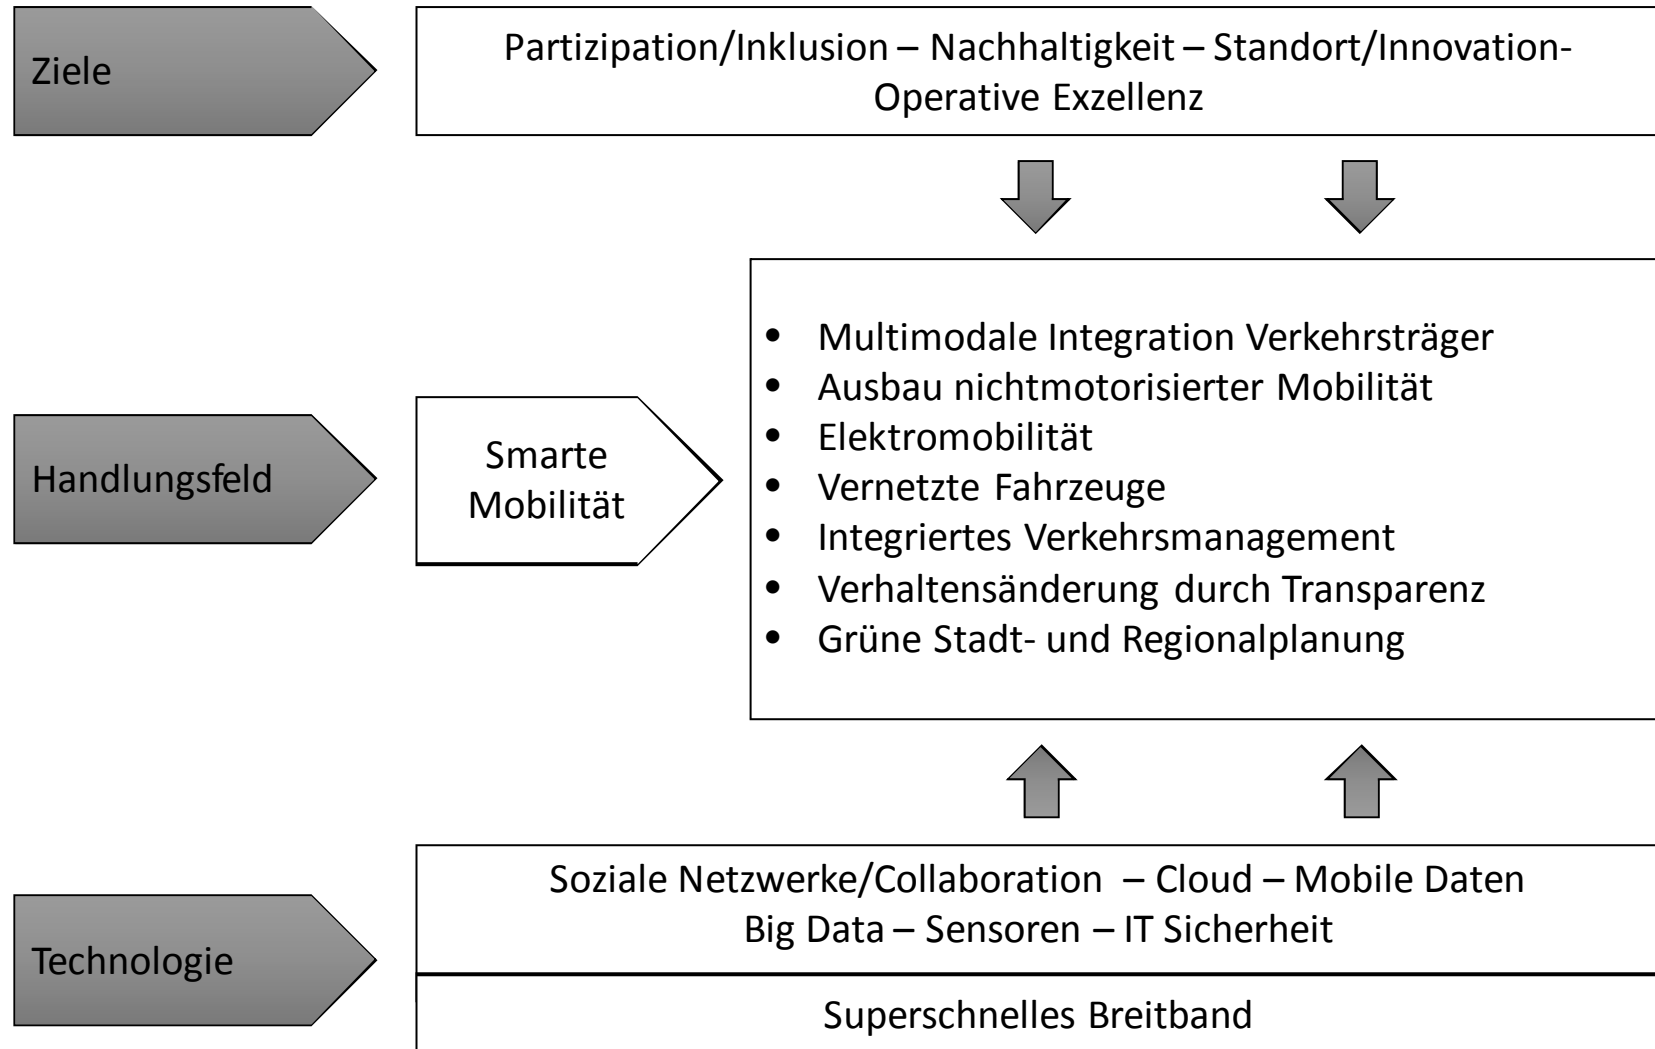 Ziele
Partizipation/Inklusion – Nachhaltigkeit – Standort/Innovation-
Operative Exzellenz
Handlungsfeld
Smarte
Mobilität
• Multimodale Integration Verkehrsträger
• Ausbau nichtmotorisierter Mobilität
• Elektromobilität
• Vernetzte Fahrzeuge
• Integriertes Verkehrsmanagement
• Verhaltensänderung durch Transparenz
• Grüne Stadt- und Regionalplanung
Technologie
Soziale Netzwerke/Collaboration – Cloud – Mobile Daten
Big Data – Sensoren – IT Sicherheit
Superschnelles Breitband